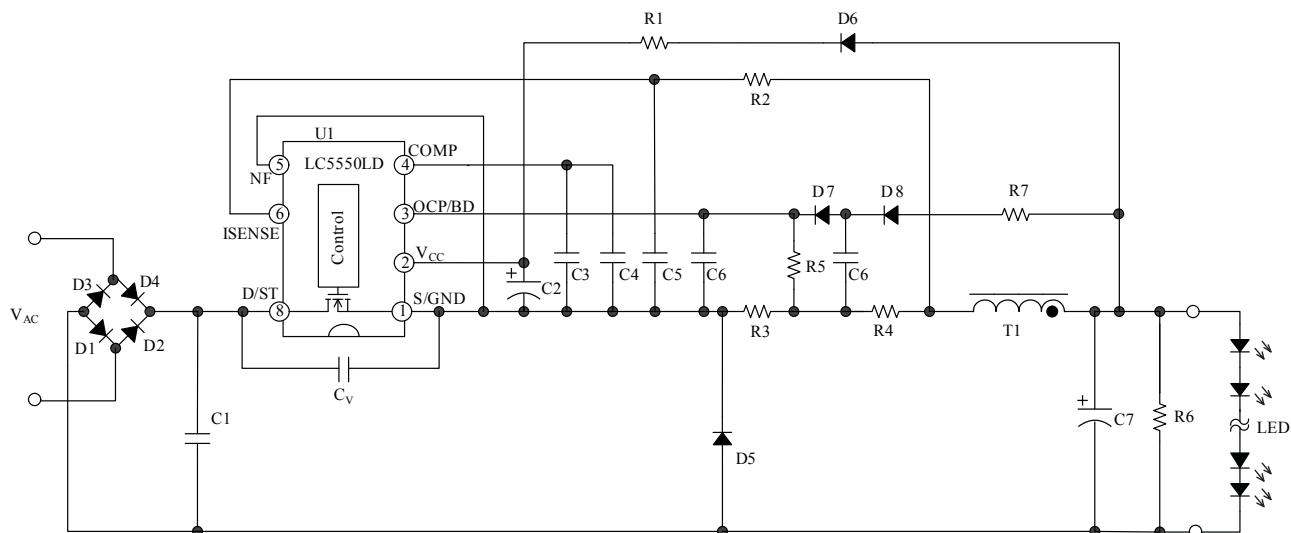 R1
D6
R2
U1
5
LC5550LD
4
COMP
NF
D7
D8
R7
6
3
OCP/BD
ISENSE
Control
2
VCC
R5
C6
C3
C4
C5
C6
C2
D3
D4
D/ST
S/GND
VAC
8
1
D1
D2
R3
R4
T1
CV
C1
C7
R6
LED
D5